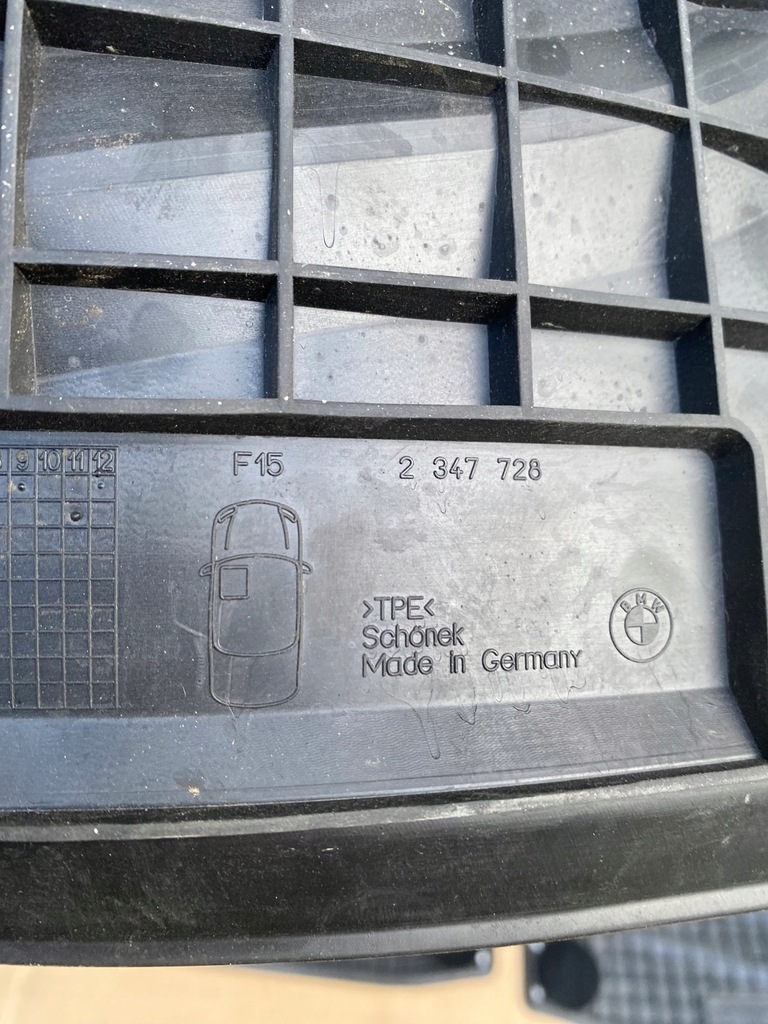 9 10 11 12
F15
2 347 728
>TPE<
Schönek
Made in Germany
BMW